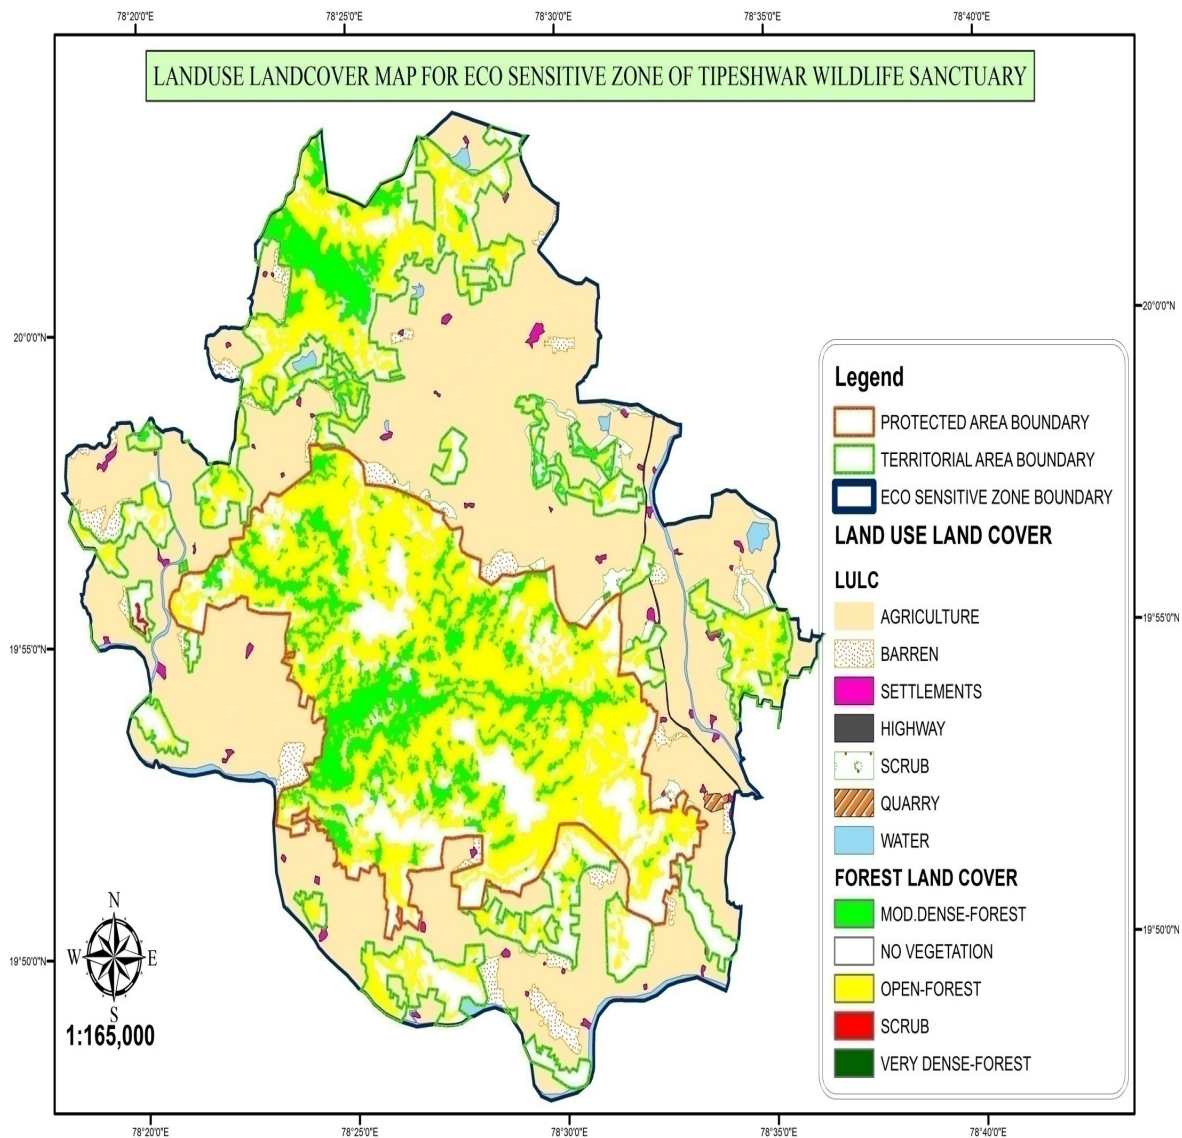 78°20'0"E 78°25'0"E 78°30'0"E 78°35'0"E 78°40'0"E
LANDUSE LANDCOVER MAP FOR ECO SENSITIVE ZONE OF TIPESHWAR WILDLIFE SANCTUARY
20°0'0"N
20°0'0"N
Legend
PROTECTED AREA BOUNDARY
TERRITORIAL AREA BOUNDARY
ECO SENSITIVE ZONE BOUNDARY
LAND USE LAND COVER
LULC
AGRICULTURE
BARREN
SETTLEMENTS
HIGHWAY
SCRUB
QUARRY
WATER
FOREST LAND COVER
MOD.DENSE-FOREST
NO VEGETATION
OPEN-FOREST
SCRUB
VERY DENSE-FOREST
19°55'0"N
19°55'0"N
19°50'0"N
19°50'0"N
N
W E
S
1:165,000
78°20'0"E 78°25'0"E 78°30'0"E 78°35'0"E 78°40'0"E